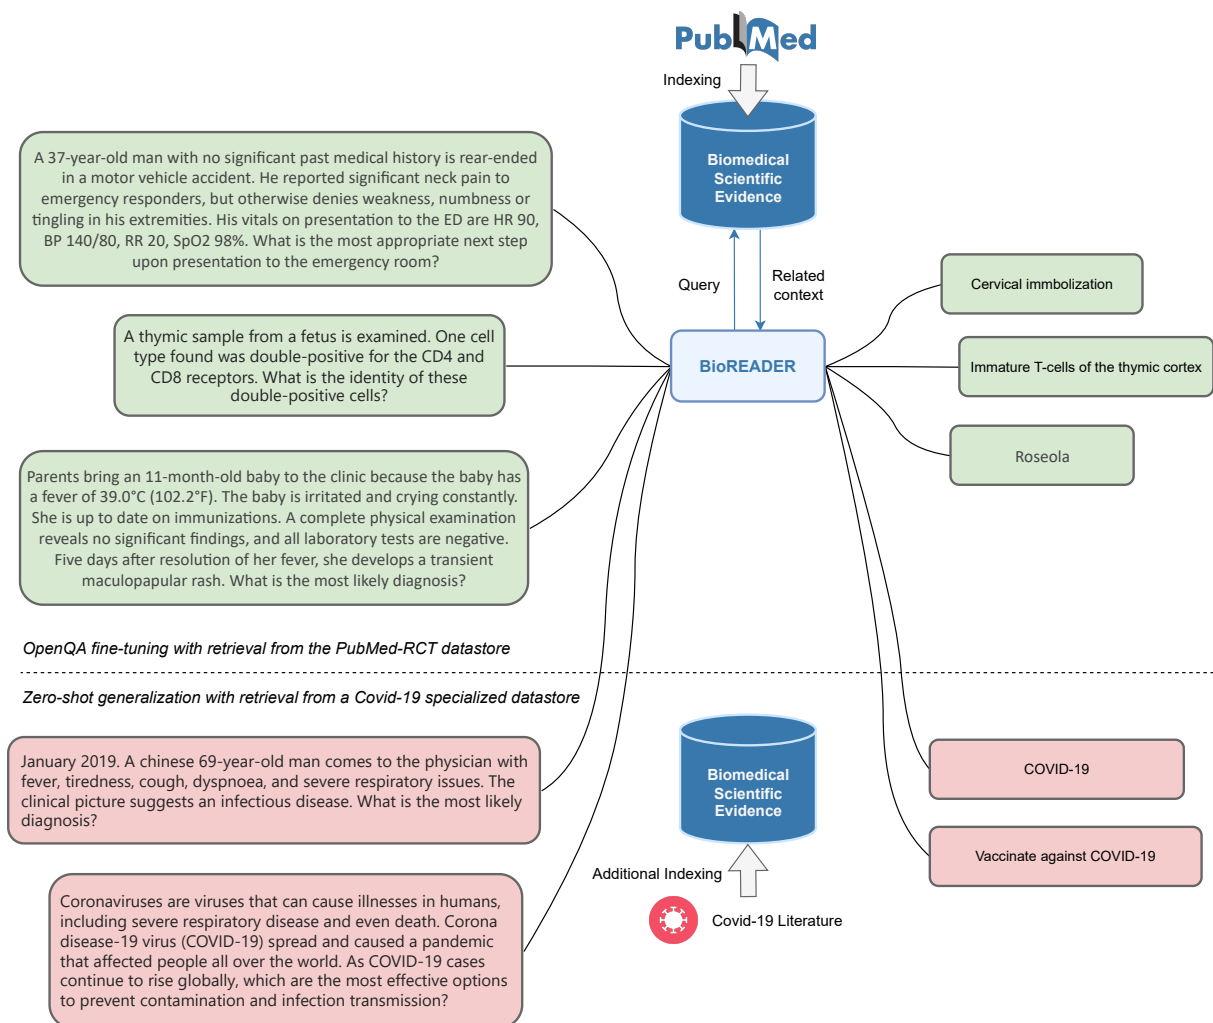 PubMed
Indexing
Biomedical
Scientific
Evidence
A 37-year-old man with no significant past medical history is rear-ended
in a motor vehicle accident. He reported significant neck pain to
emergency responders, but otherwise denies weakness, numbness or
tingling in his extremities. His vitals on presentation to the ED are HR 90,
BP 140/80, RR 20, SpO2 98%. What is the most appropriate next step
upon presentation to the emergency room?
Query
Related
context
Cervical immbolization
A thymic sample from a fetus is examined. One cell
type found was double-positive for the CD4 and
CD8 receptors. What is the identity of these
double-positive cells?
BioREADER
Immature T-cells of the thymic cortex
Roseola
Parents bring an 11-month-old baby to the clinic because the baby has
a fever of 39.0°C (102.2°F). The baby is irritated and crying constantly.
She is up to date on immunizations. A complete physical examination
reveals no significant findings, and all laboratory tests are negative.
Five days after resolution of her fever, she develops a transient
maculopapular rash. What is the most likely diagnosis?
OpenQA fine-tuning with retrieval from the PubMed-RCT datastore
Zero-shot generalization with retrieval from a Covid-19 specialized datastore
January 2019. A chinese 69-year-old man comes to the physician with
fever, tiredness, cough, dyspnoea, and severe respiratory issues. The
clinical picture suggests an infectious disease. What is the most likely
diagnosis?
Biomedical
Scientific
Evidence
COVID-19
Vaccinate against COVID-19
Additional Indexing
Covid-19 Literature
Coronaviruses are viruses that can cause illnesses in humans,
including severe respiratory disease and even death. Corona
disease-19 virus (COVID-19) spread and caused a pandemic
that affected people all over the world. As COVID-19 cases
continue to rise globally, which are the most effective options
to prevent contamination and infection transmission?